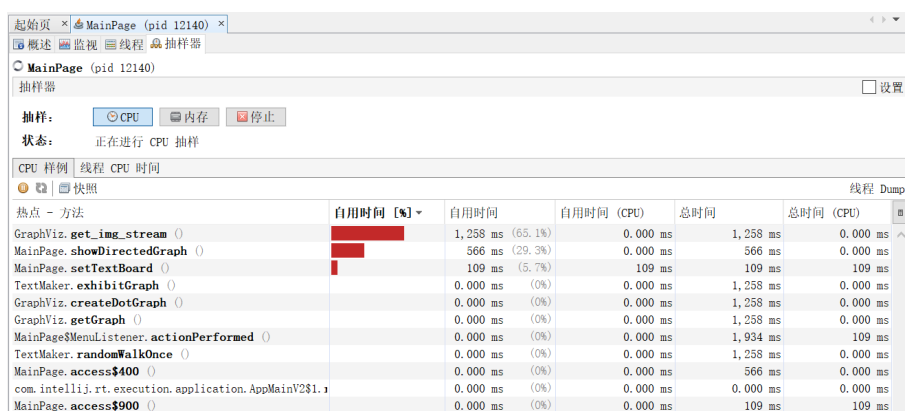 起始页 × MainPage (pid 12140) ×
概述 监视 线程 抽样器
MainPage (pid 12140)
抽样器 设置
抽样： CPU 内存 停止
状态： 正在进行 CPU 抽样
CPU 样例 线程 CPU 时间
快照 线程 Dump
热点 - 方法 自用时间 [%] 自用时间 自用时间 (CPU) 总时间 总时间 (CPU)
GraphViz.get_img_stream () 1,258 ms (65.1%) 0.000 ms 1,258 ms 0.000 ms
MainPage.showDirectedGraph () 566 ms (29.3%) 0.000 ms 566 ms 0.000 ms
MainPage.setTextBoard () 109 ms (5.7%) 109 ms 109 ms 109 ms
TextMaker.exhibitGraph () 0.000 ms (0%) 0.000 ms 1,258 ms 0.000 ms
GraphViz.createDotGraph () 0.000 ms (0%) 0.000 ms 1,258 ms 0.000 ms
GraphViz.getGraph () 0.000 ms (0%) 0.000 ms 1,258 ms 0.000 ms
MainPage$MenuListener.actionPerformed () 0.000 ms (0%) 0.000 ms 1,934 ms 109 ms
TextMaker.randomWalkOnce () 0.000 ms (0%) 0.000 ms 1,258 ms 0.000 ms
MainPage.access$400 () 0.000 ms (0%) 0.000 ms 566 ms 0.000 ms
com.intellij.rt.execution.application.AppMainV2$1. 0.000 ms (0%) 0.000 ms 0.000 ms 0.000 ms
MainPage.access$900 () 0.000 ms (0%) 0.000 ms 109 ms 109 ms